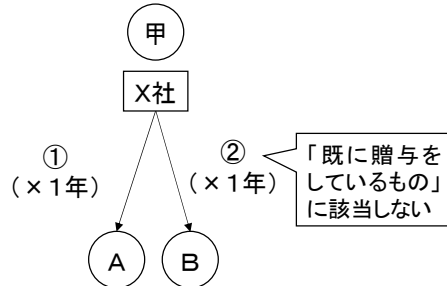 甲
X社
①
（×1年）
②
（×1年）
「既に贈与を
しているもの」
に該当しない
A
B